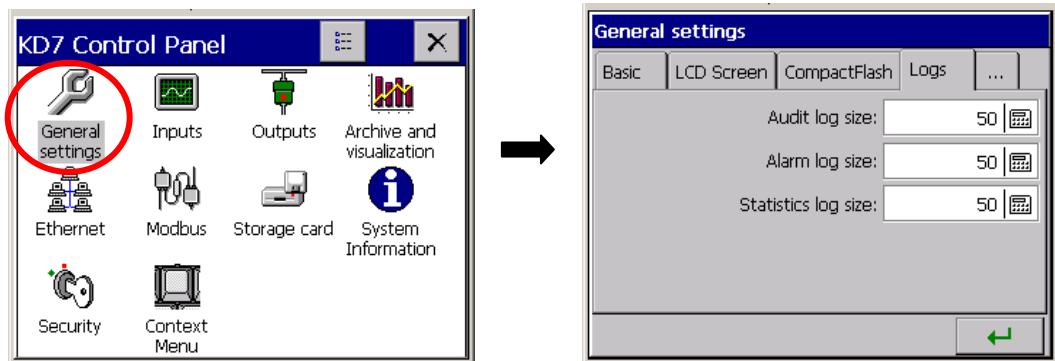 KD7 Control Panel
General
settings
Inputs
Outputs
Archive and
visualization
Ethernet
Modbus
Storage card
System
Information
Security
Context
Menu
General settings
Basic
LCD Screen
CompactFlash
Logs
...
Audit log size:
50
Alarm log size:
50
Statistics log size:
50